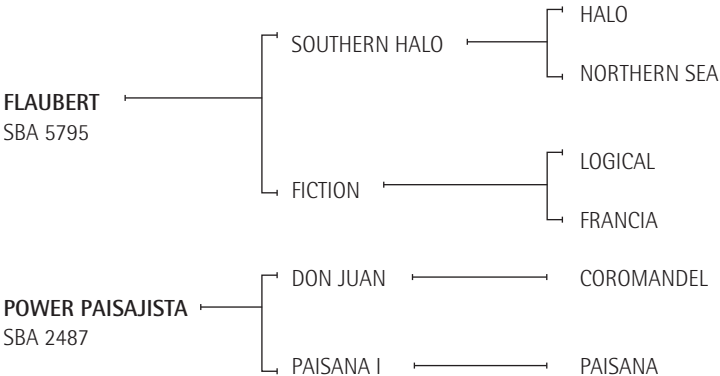 HALO
SOUTHERN HALO
NORTHERN SEA
FLAUBERT
SBA 5795
LOGICAL
FICTION
FRANCIA
DON JUAN
COROMANDEL
POWER PAISAJISTA
SBA 2487
PAISANA I
PAISANA